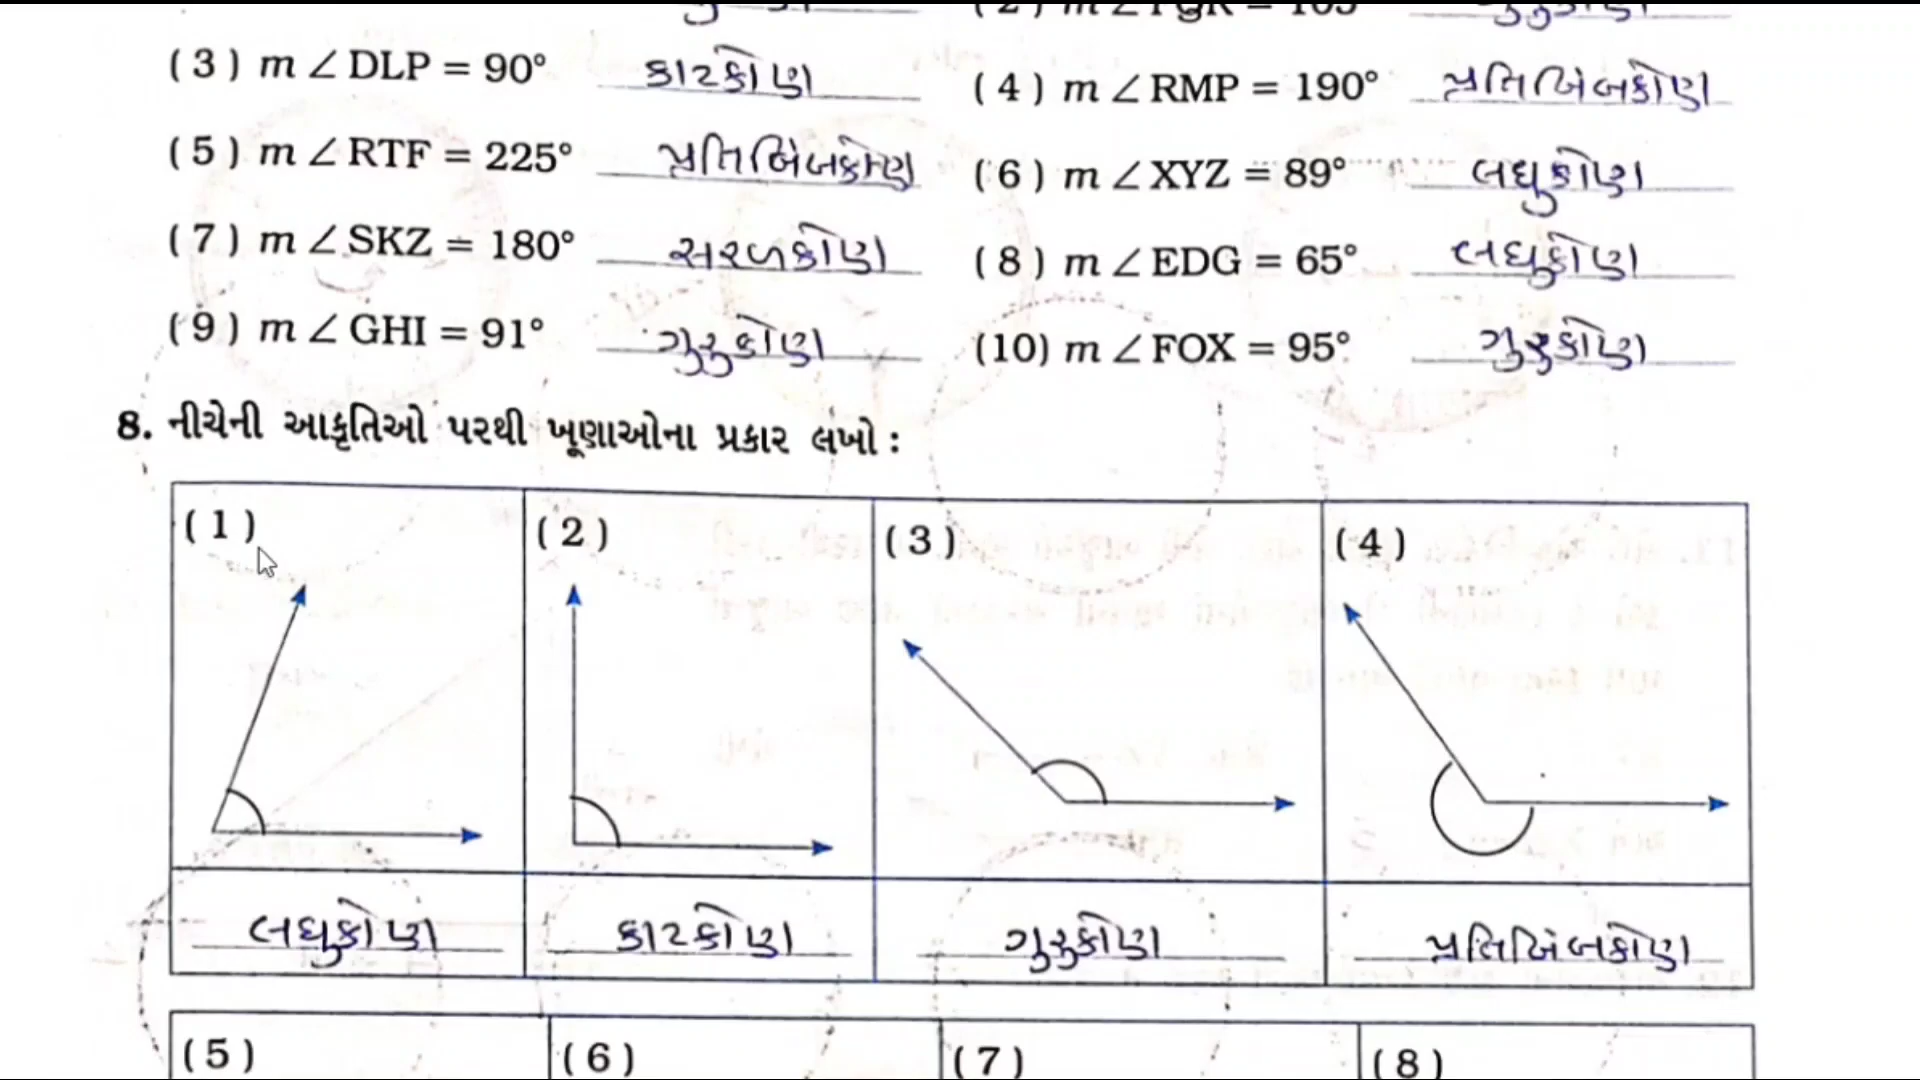 (3) m ∠ DLP = 90° કાટકોણ (4) m ∠ RMP = 190° પ્રતિબિંબકોણ
(5) m ∠ RTF = 225° પ્રતિબિંબકોણ (6) m ∠ XYZ = 89° લઘુકોણ
(7) m ∠ SKZ = 180° સરળકોણ (8) m ∠ EDG = 65° લઘુકોણ
(9) m ∠ GHI = 91° ગુરુકોણ (10) m ∠ FOX = 95° ગુરુકોણ
8. નીચેની આકૃતિઓ પરથી ખૂણાઓના પ્રકાર લખો :
(1) (2) (3) (4)
લઘુકોણ કાટકોણ ગુરુકોણ પ્રતિબિંબકોણ
(5) (6) (7) (8)